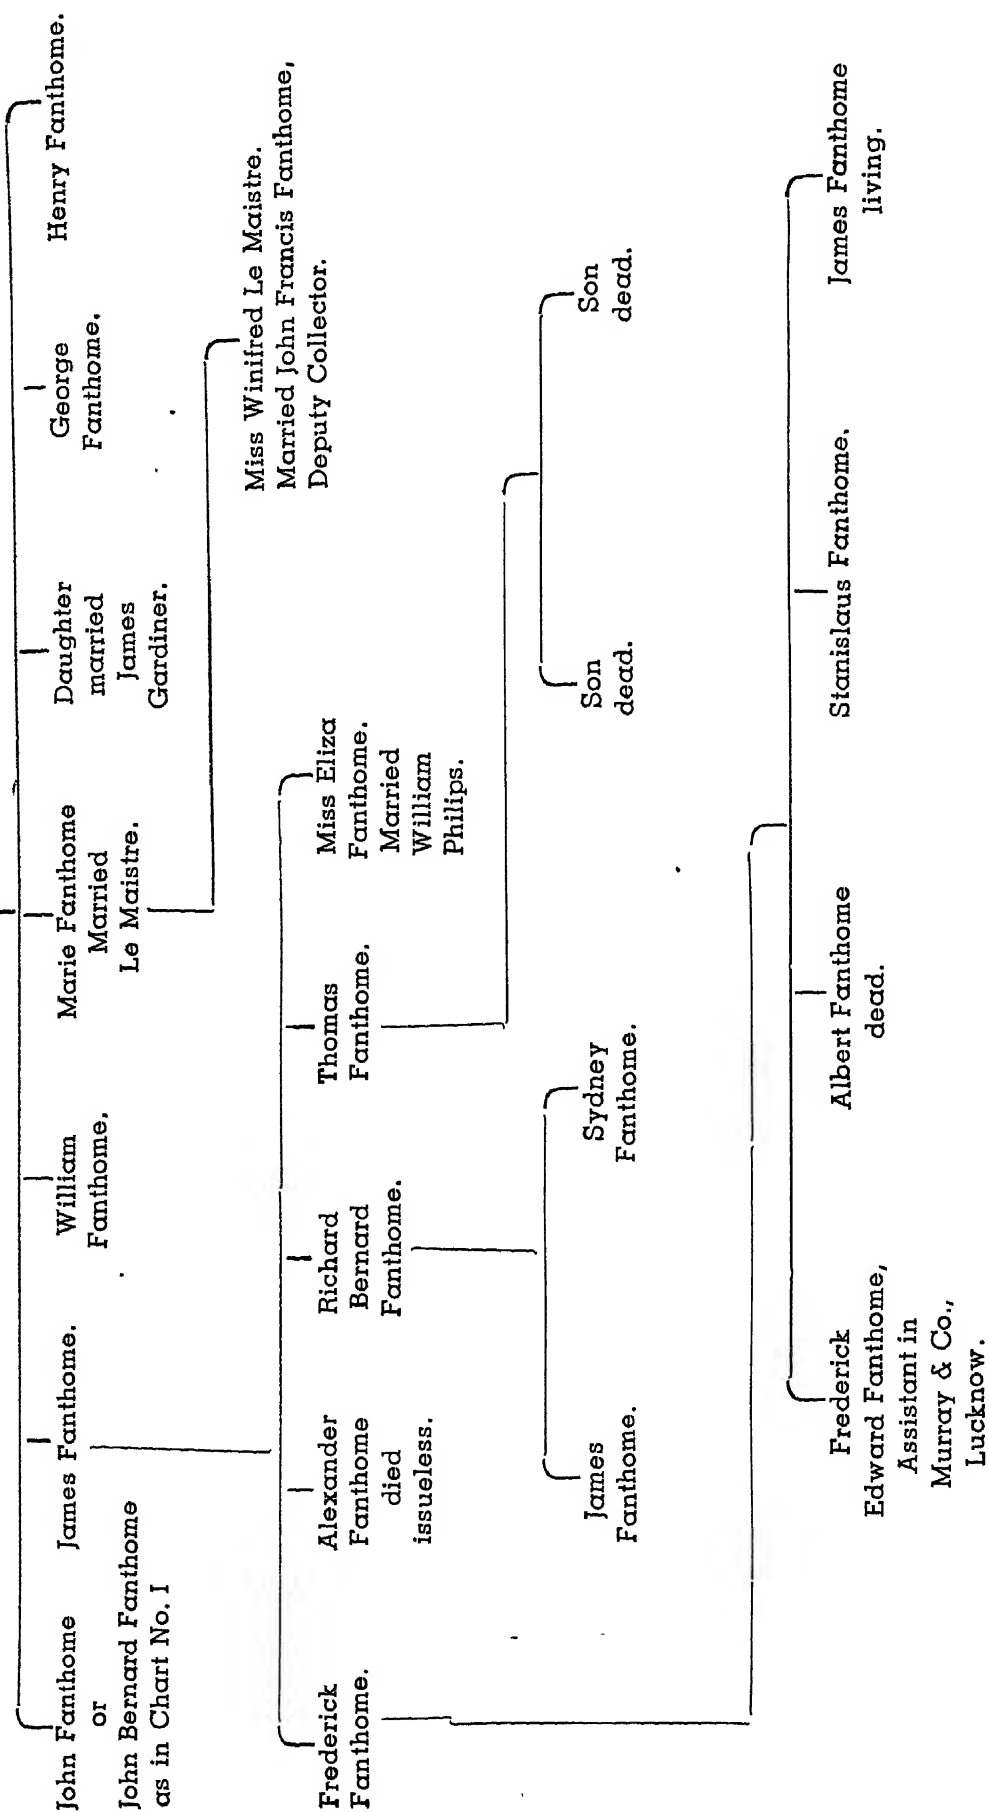 John Fanthome
or
John Bernard Fanthome
as in Chart No. I
James Fanthome.
William
Fanthome.
Marie Fanthome
Married
Le Maistre.
Daughter
married
James
Gardiner.
George
Fanthome.
Henry Fanthome.
Miss Winifred Le Maistre.
Married John Francis Fanthome,
Deputy Collector.
Frederick
Fanthome.
Alexander
Fanthome
died
issueless.
Richard
Bernard
Fanthome.
Thomas
Fanthome.
Miss Eliza
Fanthome.
Married
William
Philips.
James
Fanthome.
Sydney
Fanthome.
Son
dead.
Son
dead.
Frederick
Edward Fanthome,
Assistant in
Murray & Co.,
Lucknow.
Albert Fanthome
dead.
Stanislaus Fanthome.
James Fanthome
living.